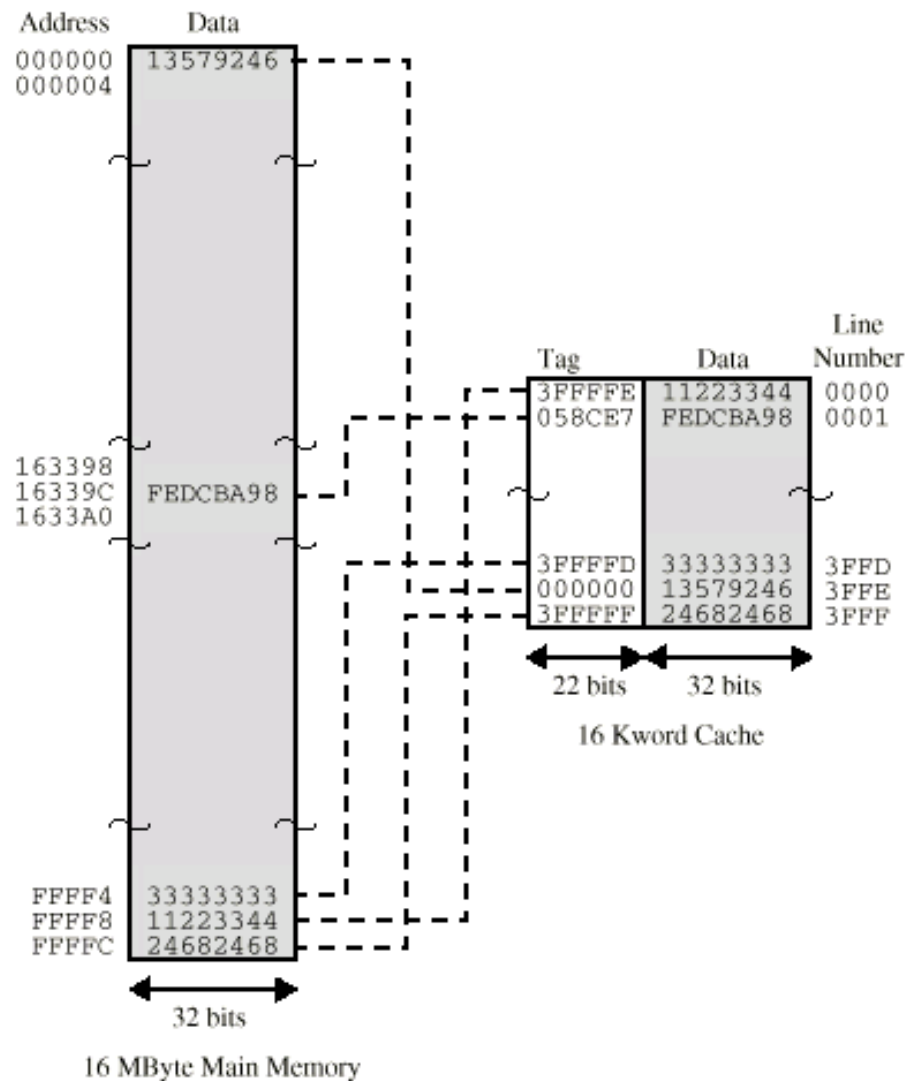 Address Data
000000 13579246
000004
163398
16339C FEDCBA98
1633A0
FFFF4 33333333
FFFF8 11223344
FFFFC 24682468
32 bits
16 MByte Main Memory
Line
Tag Data Number
3FFFFE 11223344 0000
058CE7 FEDCBA98 0001
3FFFFD 33333333 3FFD
000000 13579246 3FFE
3FFFFF 24682468 3FFF
22 bits 32 bits
16 Kword Cache